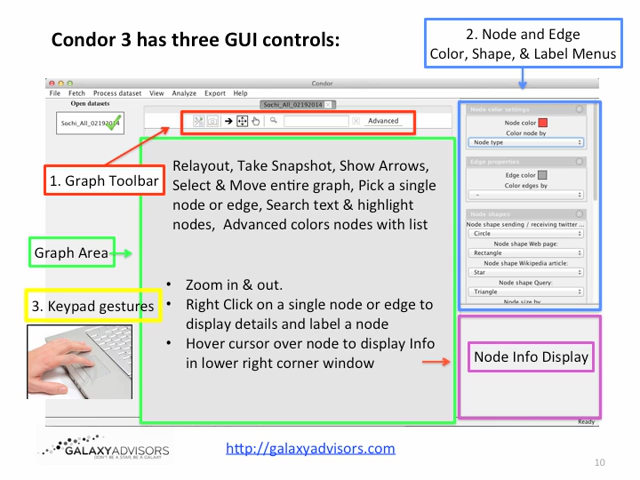 Condor 3 has three GUI controls:
2. Node and Edge
Color, Shape, & Label Menus
Condor
File Fetch Process dataset View Analyze Export Help
Open datasets
Sochi_All_02192014
Sochi_All_02192014
Advanced
Node color settings
Node color
Color node by
Node type
Edge properties
Edge color
Color edges by
-
Node shapes
Node shape sending / receiving twitter ...
Circle
Node shape Web page:
Rectangle
Node shape Wikipedia article:
Star
Node shape Query:
Triangle
Node size by
1. Graph Toolbar
Relayout, Take Snapshot, Show Arrows,
Select & Move entire graph, Pick a single
node or edge, Search text & highlight
nodes, Advanced colors nodes with list
Graph Area
• Zoom in & out.
• Right Click on a single node or edge to
display details and label a node
• Hover cursor over node to display Info
in lower right corner window
3. Keypad gestures
Node Info Display
Ready
GALAXYADVISORS
DON'T BE A STAR, BE A GALAXY
http://galaxyadvisors.com
10